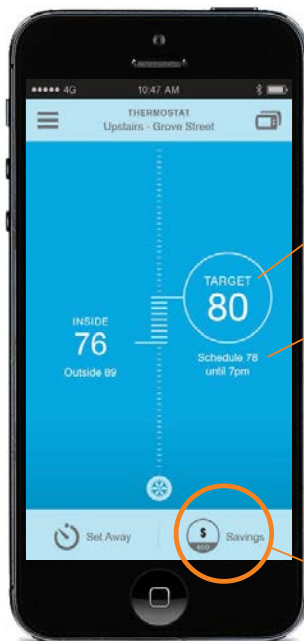 4G 10:47 AM
THERMOSTAT
Upstairs - Grove Street
TARGET
80
INSIDE
76
Outside 89
Schedule 78
until 7pm
Set Away
$
ECO
Savings